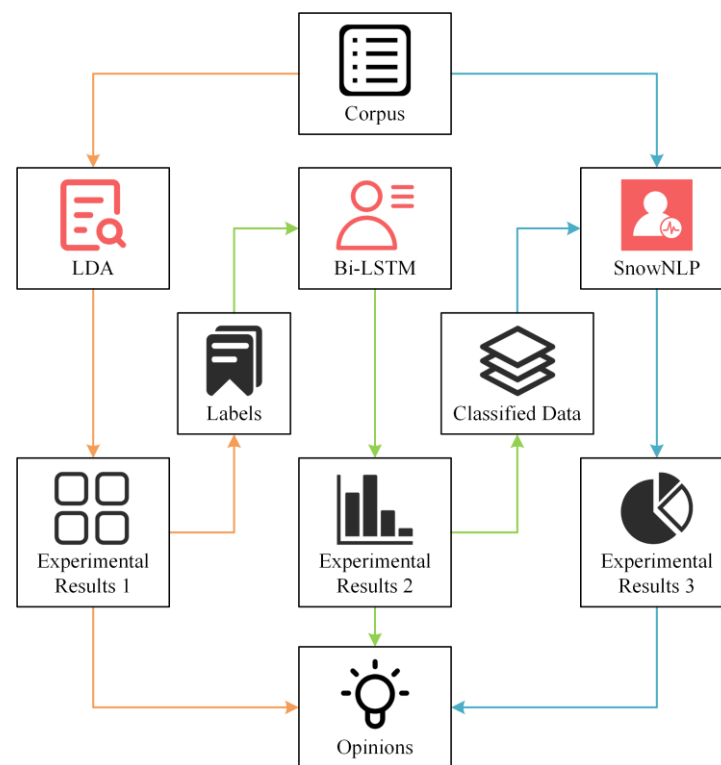 Corpus
LDA
Bi-LSTM
SnowNLP
Labels
Classified Data
Experimental
Results 1
Experimental
Results 2
Experimental
Results 3
Opinions